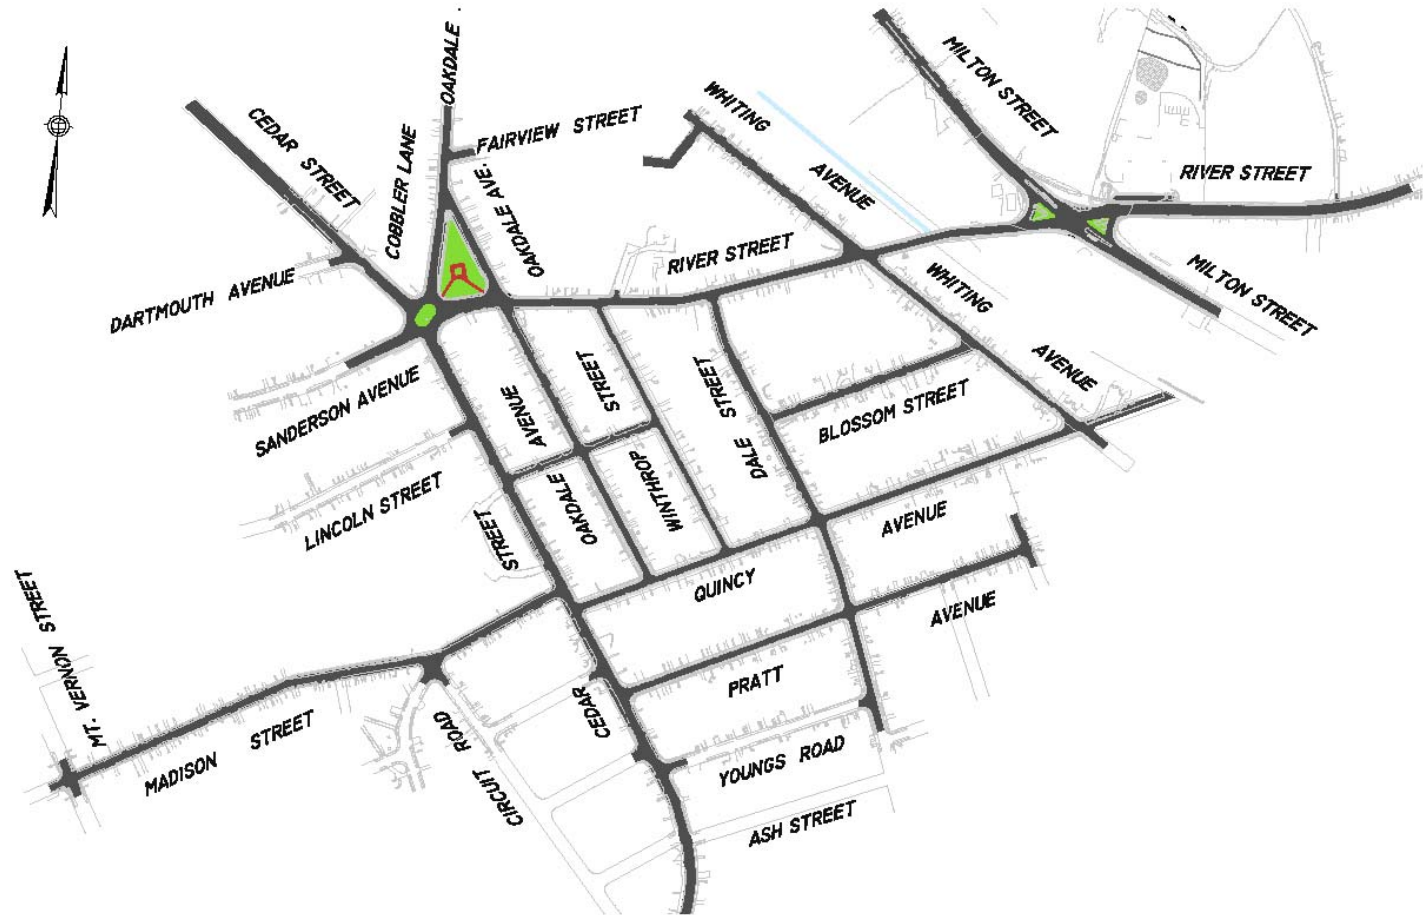 OAKDALE
MILTON STREET
WHITING
CEDAR STREET
COBBLER LANE
FAIRVIEW STREET
OAKDALE AVE.
AVENUE
RIVER STREET
DARTMOUTH AVENUE
RIVER STREET
WHITING
MILTON STREET
AVENUE
SANDERSON AVENUE
AVENUE
STREET
DALE STREET
BLOSSOM STREET
LINCOLN STREET
STREET
OAKDALE
WINTHROP
AVENUE
QUINCY
AVENUE
MT. VERNON STREET
MADISON STREET
CIRCUIT ROAD
CEDAR
PRATT
YOUNGS ROAD
ASH STREET